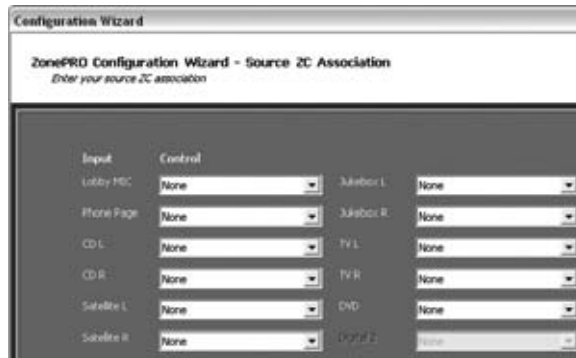 Configuration Wizard
ZonePRO Configuration Wizard - Source ZC Association
Enter your source ZC association
Input Control
Lobby MIC None Jukebox L None
Phone Page None Jukebox R None
CD L None TV L None
CD R None TV R None
Satellite L None DVD None
Satellite R None Digital 2 None